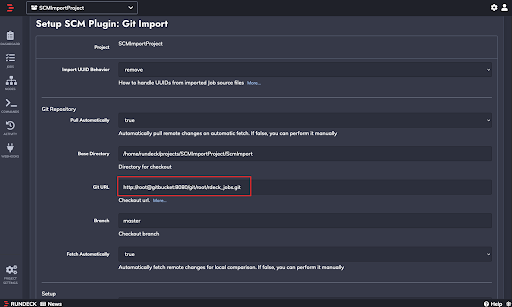 SCMImportProject
Setup SCM Plugin: Git Import
DASHBOARD
JOBS
NODES
COMMANDS
ACTIVITY
WEBHOOKS
Project SCMImportProject
Import UUID Behavior remove
How to handle UUIDs from imported Job source files More...
Git Repository
Pull Automatically true
Automatically pull remote changes on automatic fetch. If false, you can perform it manually
Base Directory /home/rundeck/projects/SCMImportProject/ScmImport
Directory for checkout
Git URL http://root@gitbucket:8080/git/root/rdeck_jobs.git
Checkout url. More...
Branch master
Checkout branch
Fetch Automatically true
Automatically fetch remote changes for local comparison. If false, you can perform it manually
Setup
PROJECT
SETTINGS
RUNDECK News Help